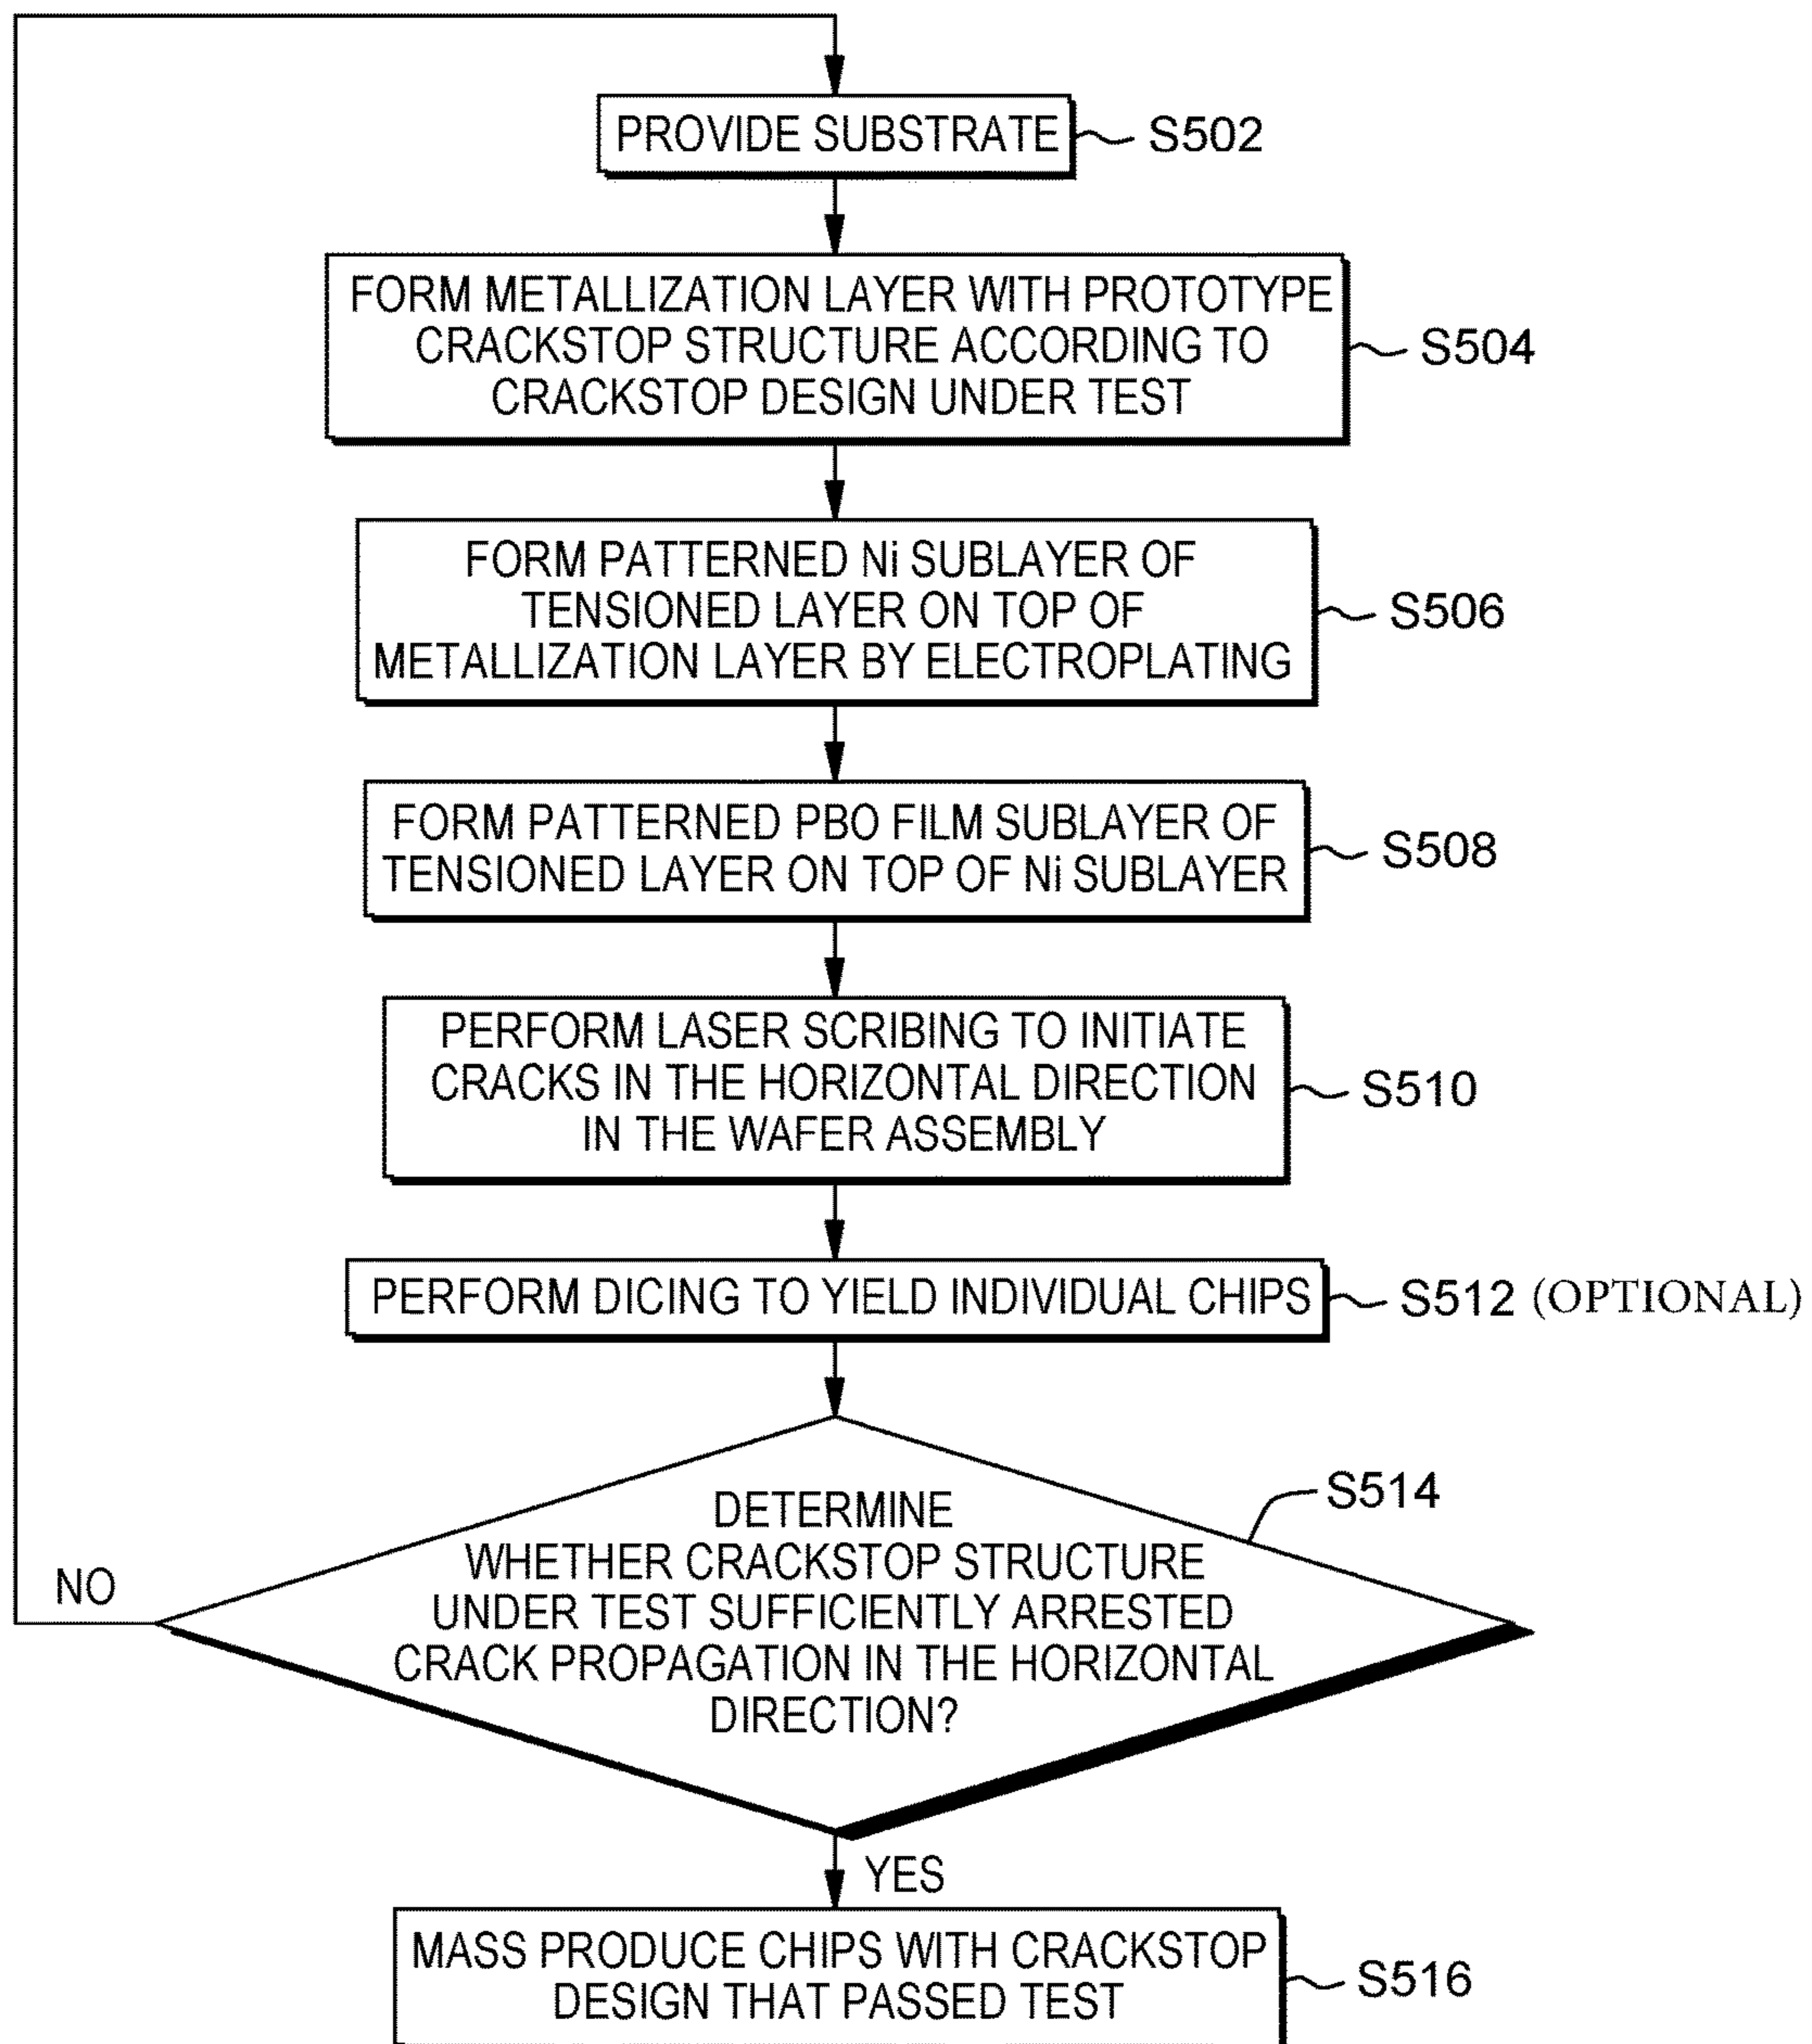 PROVIDE SUBSTRATE
S502
FORM METALLIZATION LAYER WITH PROTOTYPE
CRACKSTOP STRUCTURE ACCORDING TO
CRACKSTOP DESIGN UNDER TEST
S504
FORM PATTERNED Ni SUBLAYER OF
TENSIONED LAYER ON TOP OF
METALLIZATION LAYER BY ELECTROPLATING
S506
FORM PATTERNED PBO FILM SUBLAYER OF
TENSIONED LAYER ON TOP OF Ni SUBLAYER
S508
PERFORM LASER SCRIBING TO INITIATE
CRACKS IN THE HORIZONTAL DIRECTION
IN THE WAFER ASSEMBLY
S510
PERFORM DICING TO YIELD INDIVIDUAL CHIPS
S512 (OPTIONAL)
DETERMINE
WHETHER CRACKSTOP STRUCTURE
UNDER TEST SUFFICIENTLY ARRESTED
CRACK PROPAGATION IN THE HORIZONTAL
DIRECTION?
S514
NO
YES
MASS PRODUCE CHIPS WITH CRACKSTOP
DESIGN THAT PASSED TEST
S516